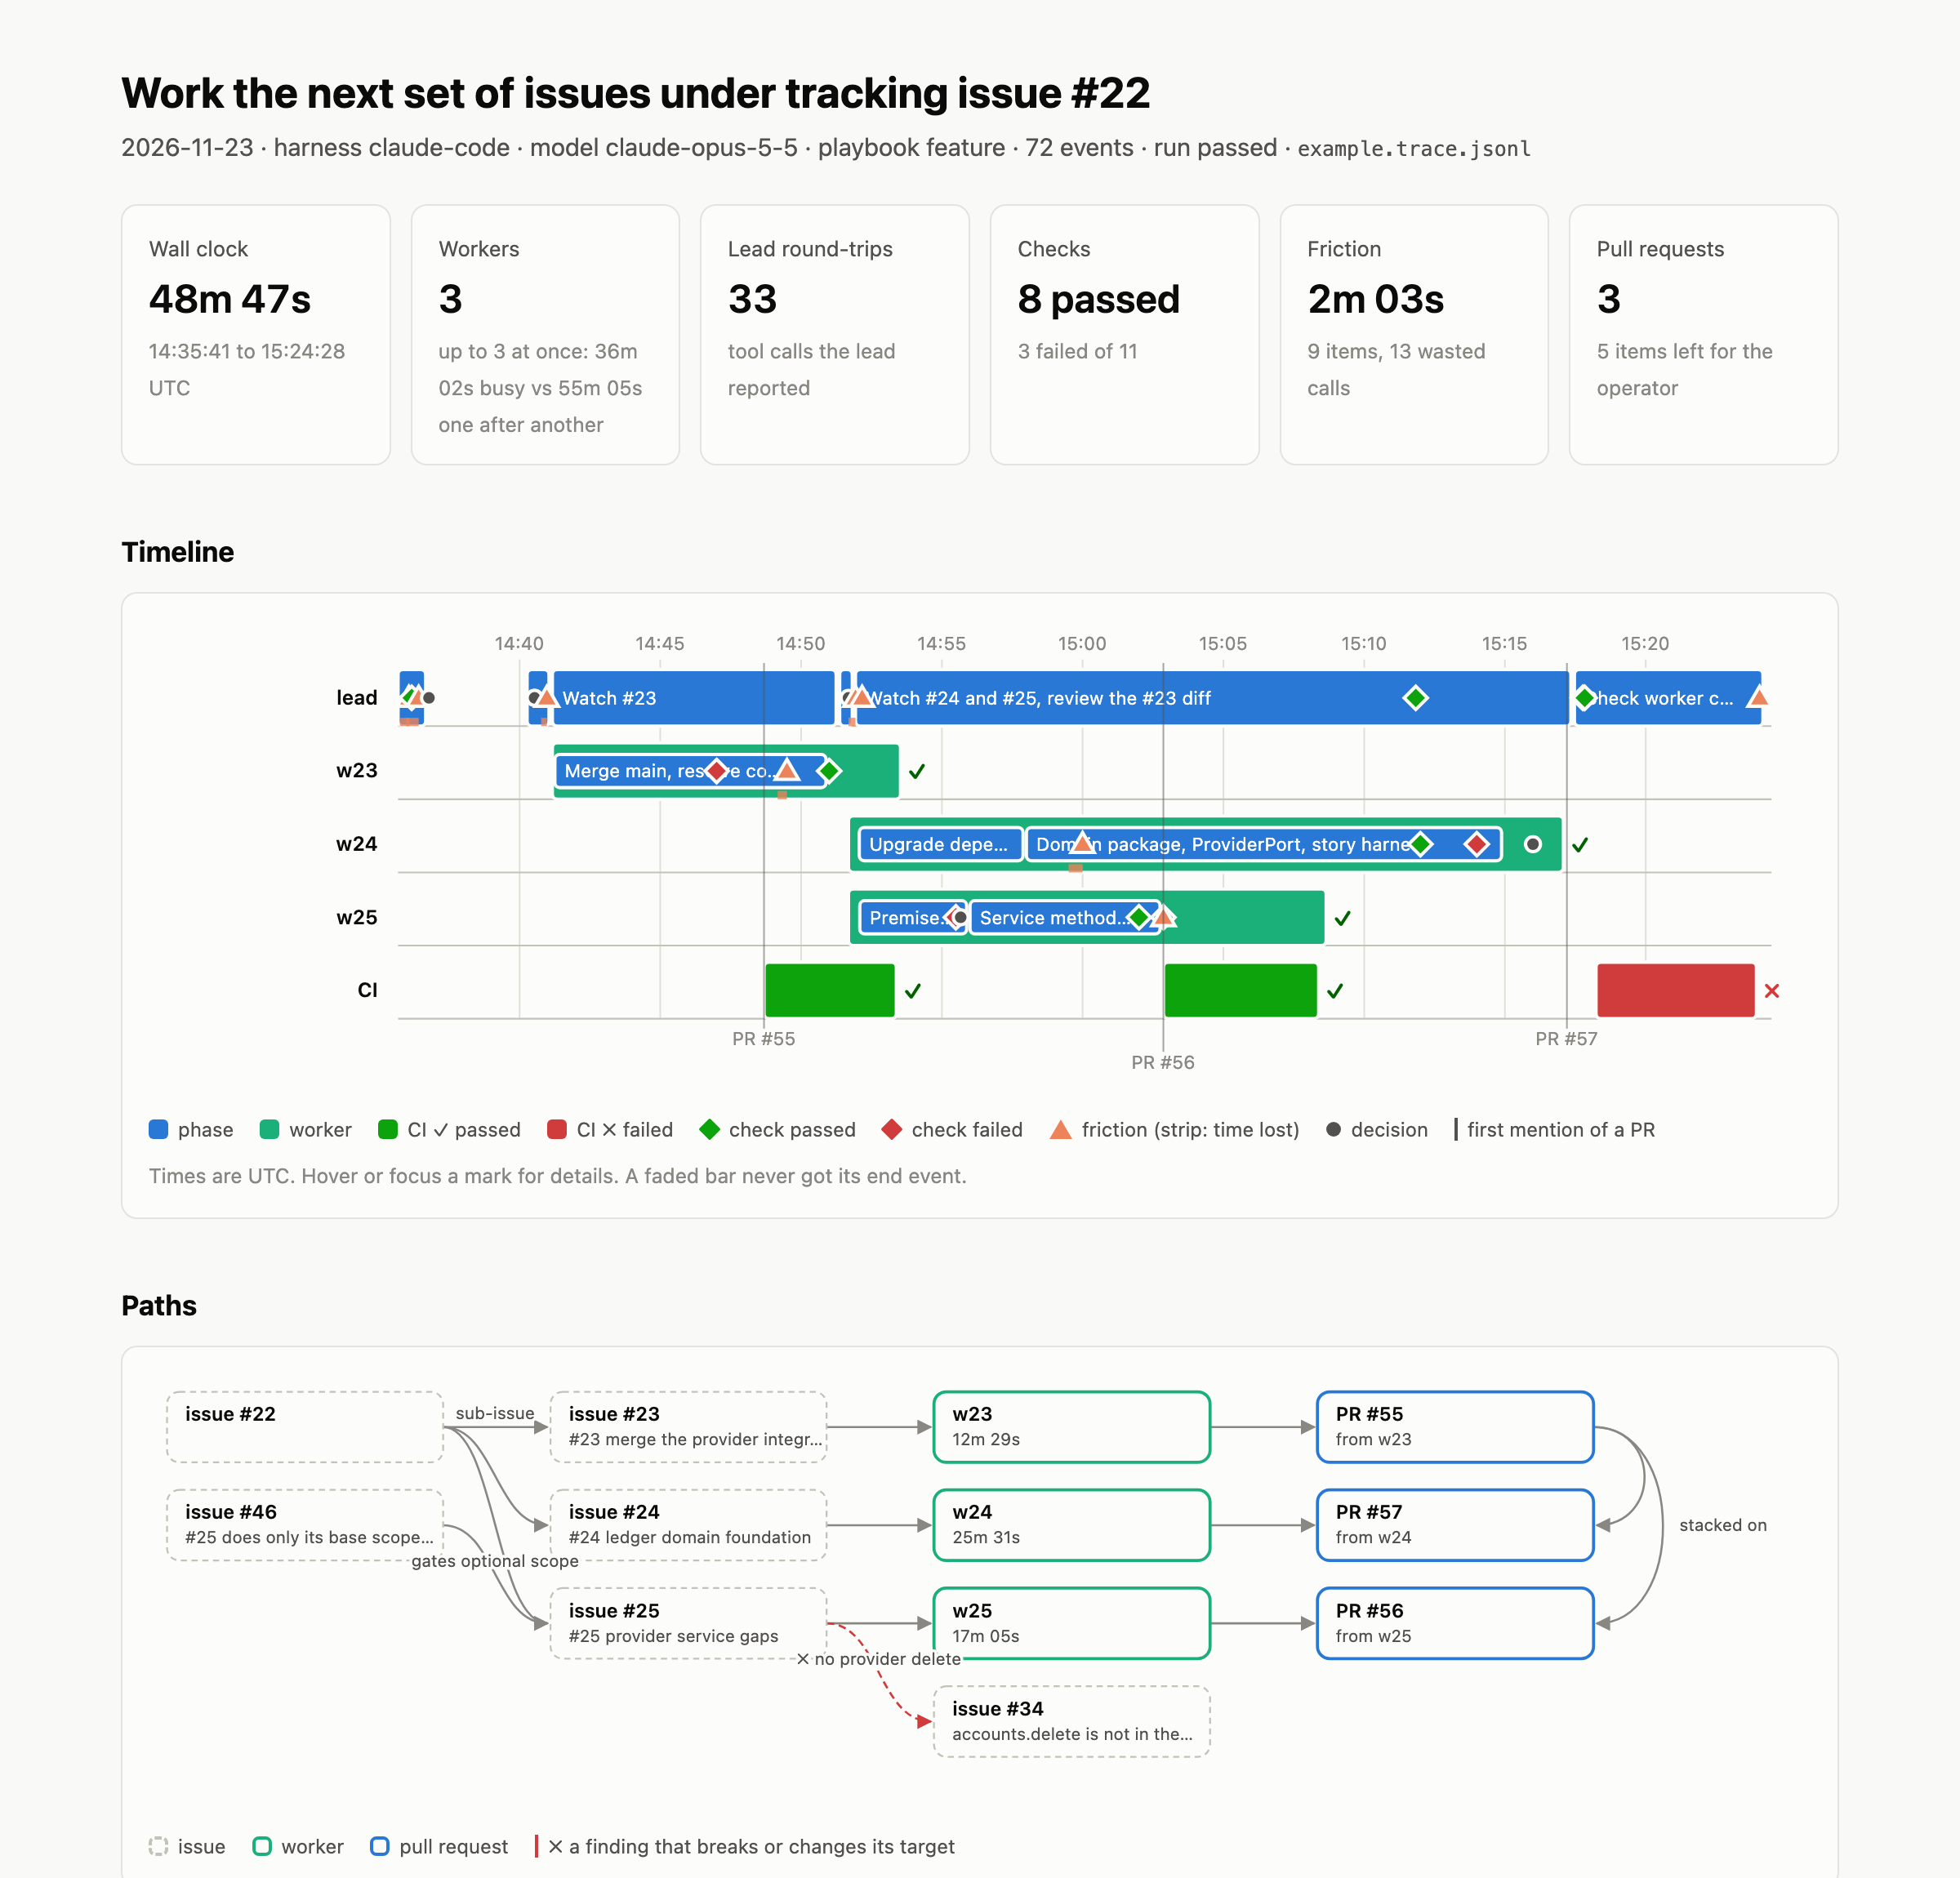 Work the next set of issues under tracking issue #22
2026-11-23 · harness claude-code · model claude-opus-5-5 · playbook feature · 72 events · run passed · example.trace.jsonl
Wall clock
48m 47s
14:35:41 to 15:24:28
UTC
Workers
3
up to 3 at once: 36m
02s busy vs 55m 05s
one after another
Lead round-trips
33
tool calls the lead
reported
Checks
8 passed
3 failed of 11
Friction
2m 03s
9 items, 13 wasted
calls
Pull requests
3
5 items left for the
operator
Timeline
14:40 14:45 14:50 14:55 15:00 15:05 15:10 15:15 15:20
lead
Watch #23
Watch #24 and #25, review the #23 diff
worker c...
w23
Merge main, co...
w24
Upgrade depe...
package, ProviderPort, story harne
w25
Premise...
Service method...
CI
PR #55
PR #56
PR #57
phase worker CI ✓ passed CI ✕ failed check passed check failed friction (strip: time lost) decision first mention of a PR
Times are UTC. Hover or focus a mark for details. A faded bar never got its end event.
Paths
issue #22
sub-issue
issue #23
#23 merge the provider integr...
w23
12m 29s
PR #55
from w23
issue #46
#25 does only its base scope...
gates optional scope
issue #24
#24 ledger domain foundation
w24
25m 31s
PR #57
from w24
stacked on
issue #25
#25 provider service gaps
✕ no provider delete
w25
17m 05s
PR #56
from w25
issue #34
accounts.delete is not in the...
issue worker pull request ✕ a finding that breaks or changes its target